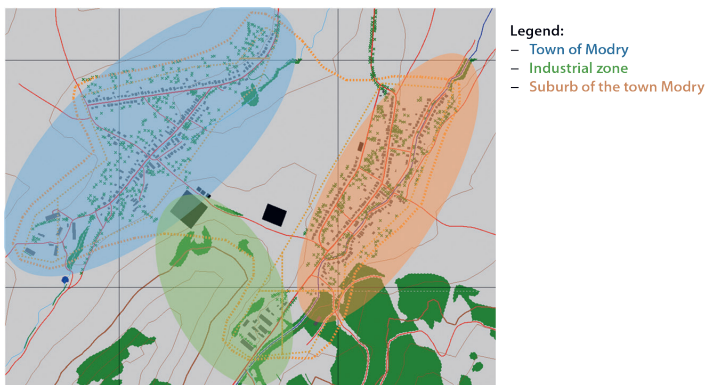 Legend:
– Town of Modry
– Industrial zone
– Suburb of the town Modry